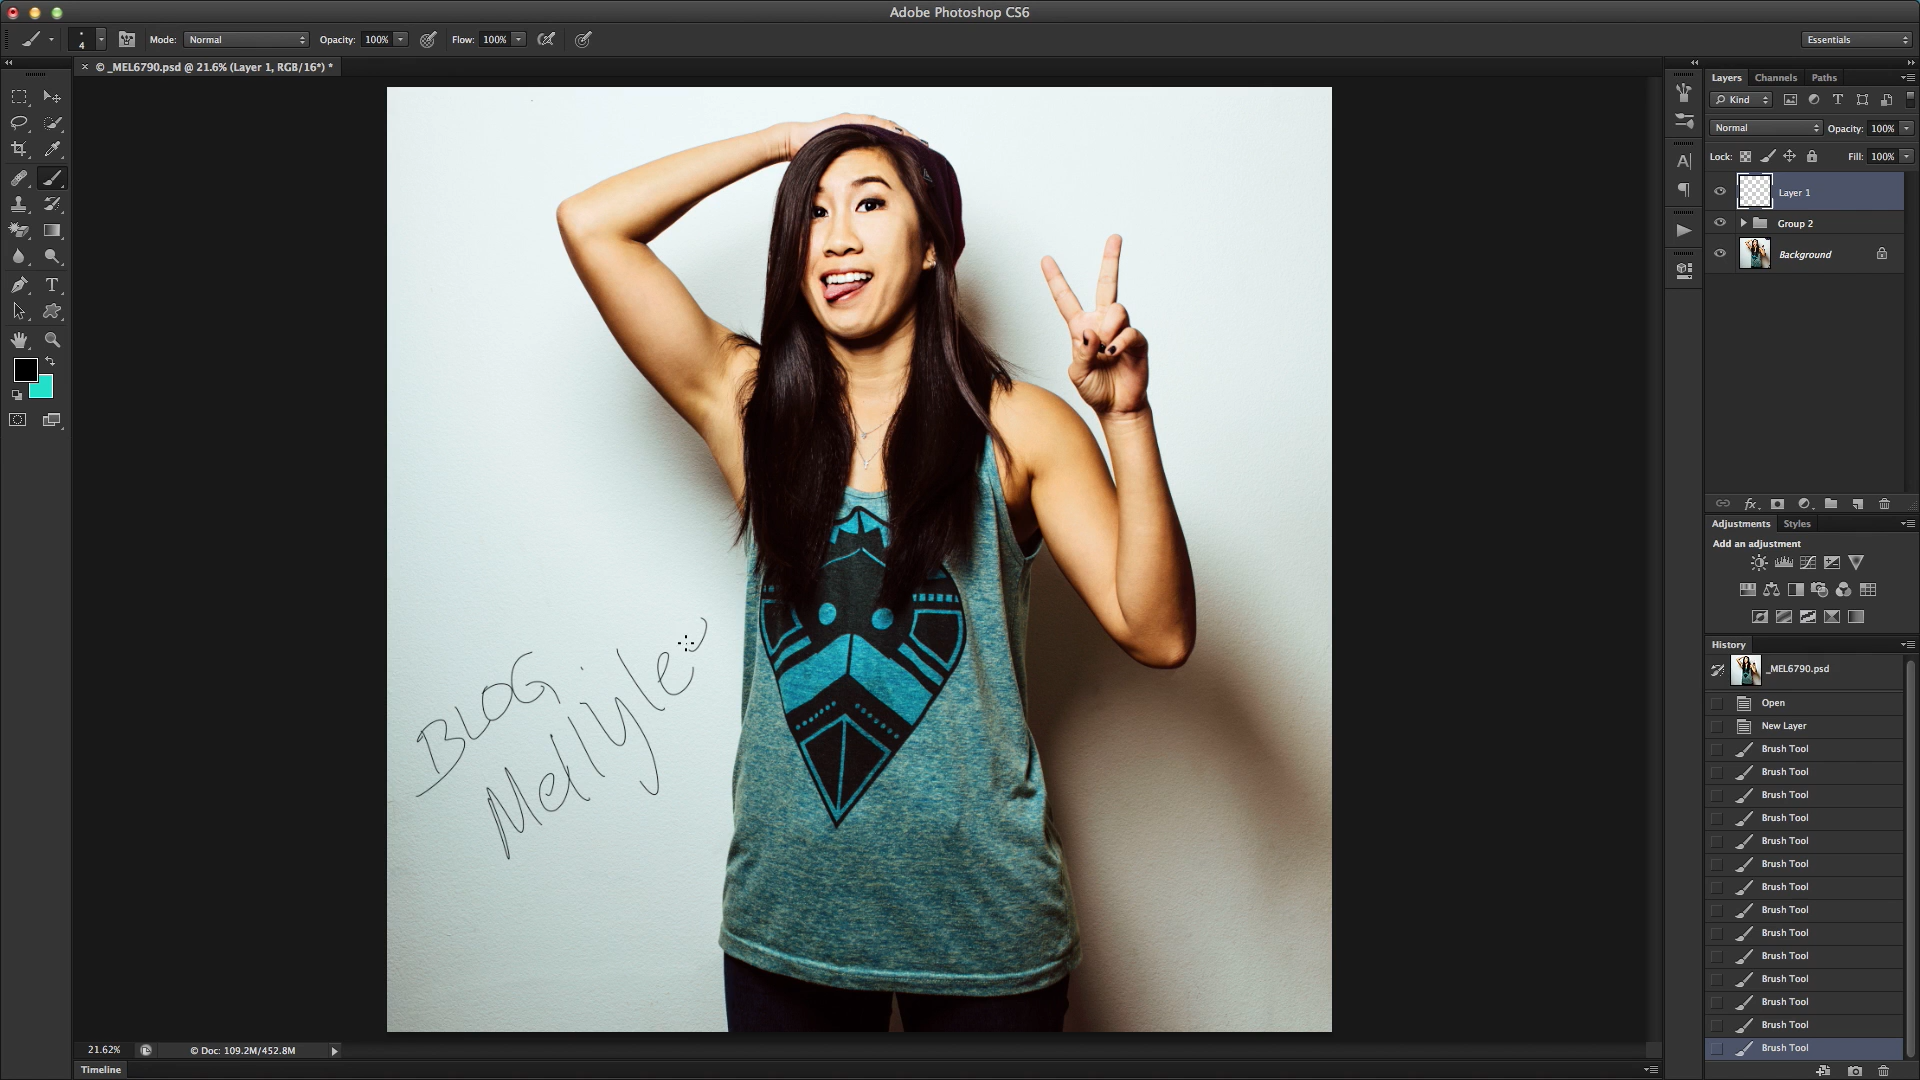 Adobe Photoshop CS6
4 Mode: Normal Opacity: 100% Flow: 100% Essentials
× © _MEL6790.psd @ 21.6% (Layer 1, RGB/16*) *
Layers Channels Paths
Kind
Normal Opacity: 100%
Lock: Fill: 100%
Layer 1
Group 2
Background
Adjustments Styles
Add an adjustment
History
_MEL6790.psd
Open
New Layer
Brush Tool
Brush Tool
Brush Tool
Brush Tool
Brush Tool
Brush Tool
Brush Tool
Brush Tool
Brush Tool
Brush Tool
Brush Tool
Brush Tool
Brush Tool
Brush Tool
BLOG
21.62% © Doc: 109.2M/452.8M
Timeline